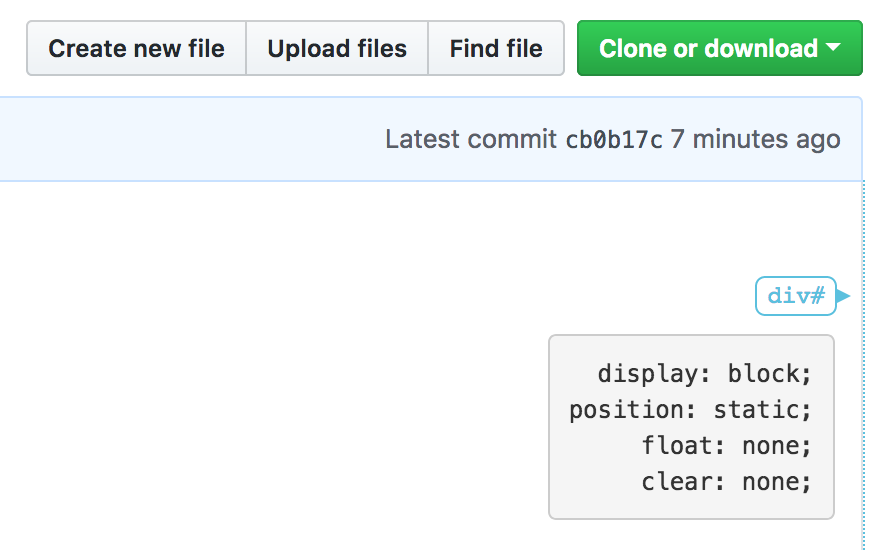 Create new file Upload files Find file Clone or download
Latest commit cb0b17c 7 minutes ago
div#
display: block;
position: static;
float: none;
clear: none;